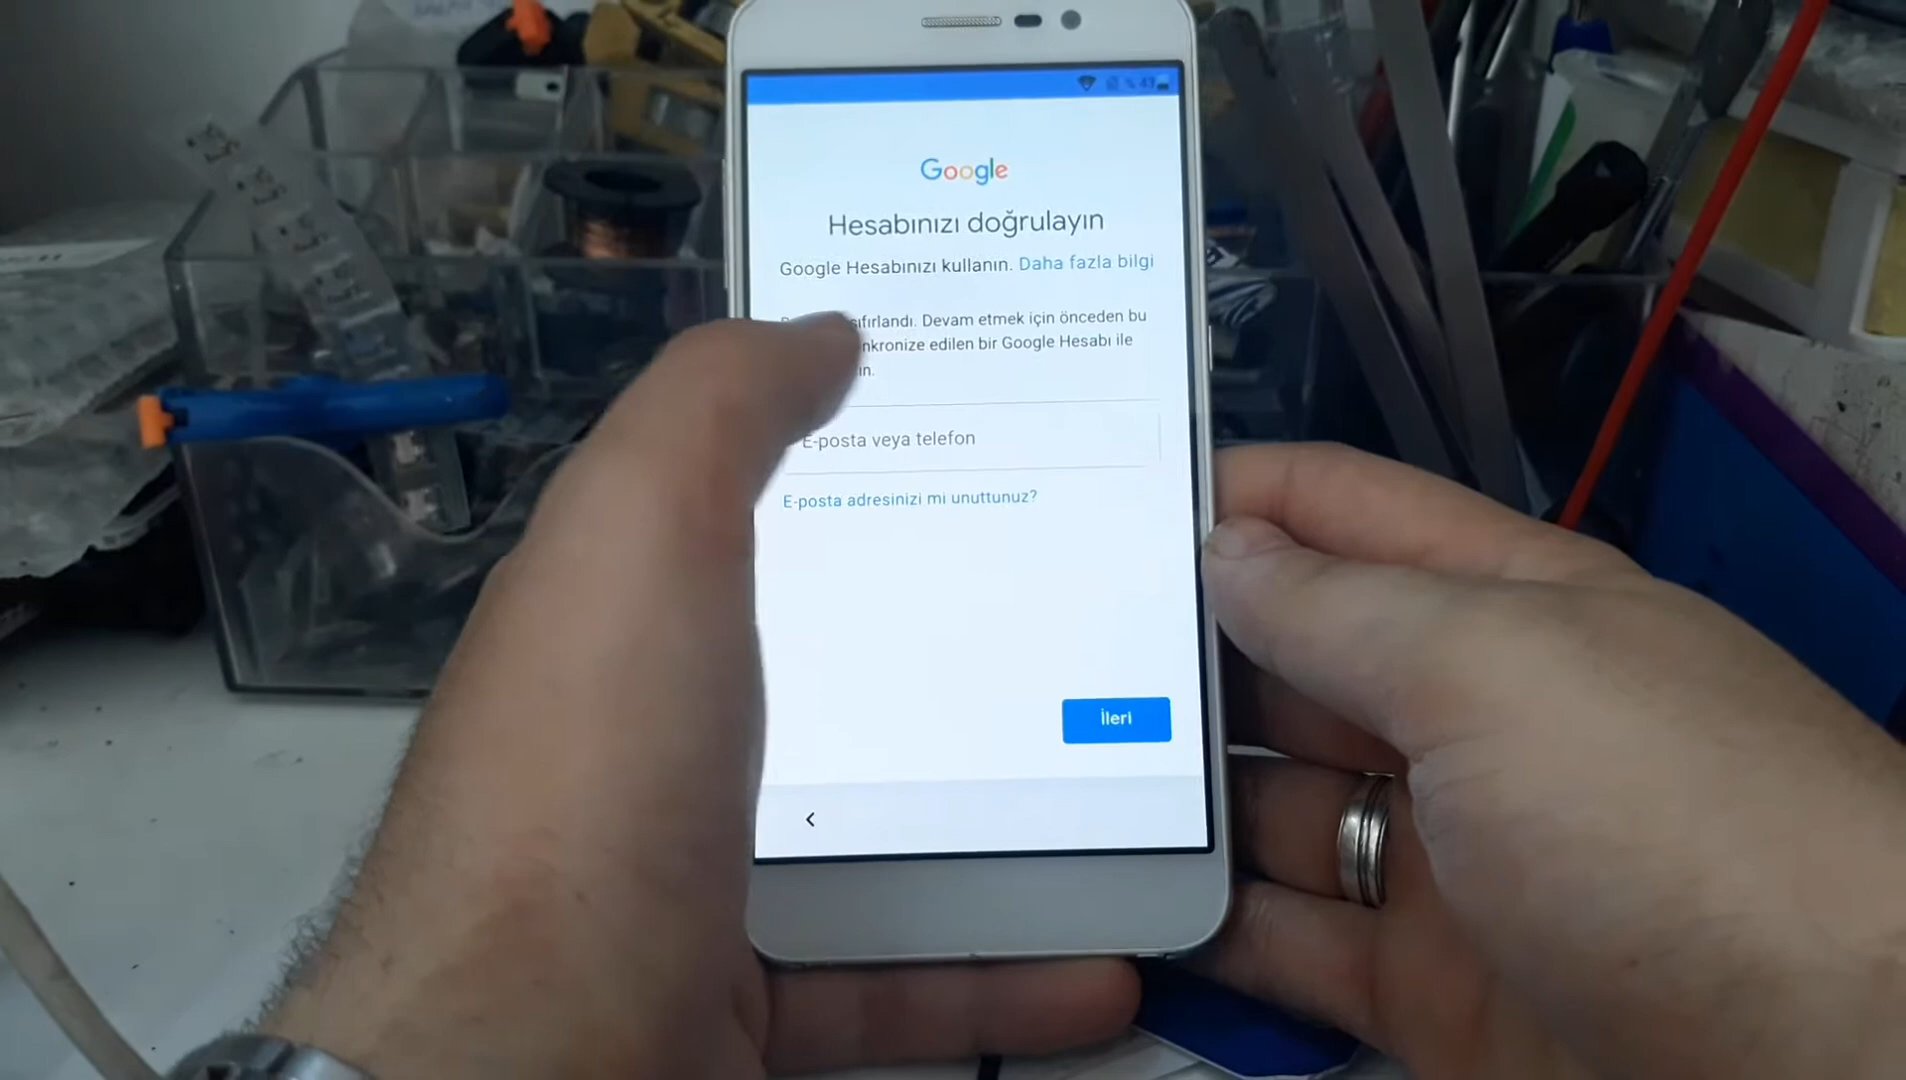 Google
Hesabınızı doğrulayın
Google Hesabınızı kullanın. Daha fazla bilgi
sıfırlandı. Devam etmek için önceden bu
nkronize edilen bir Google Hesabı ile
in.
E-posta veya telefon
E-posta adresinizi mi unuttunuz?
İleri